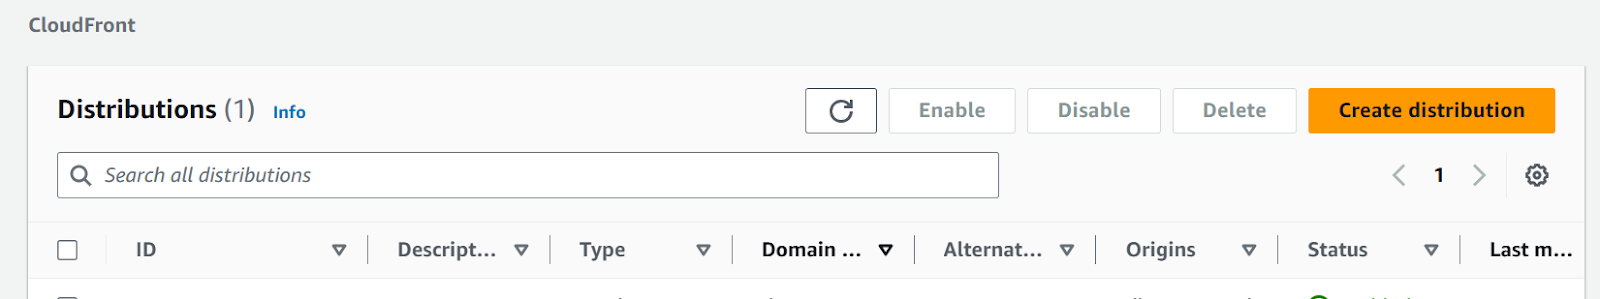 CloudFront
Distributions (1) Info Enable Disable Delete Create distribution
Search all distributions 1
ID Descript... Type Domain ... Alternat... Origins Status Last m...